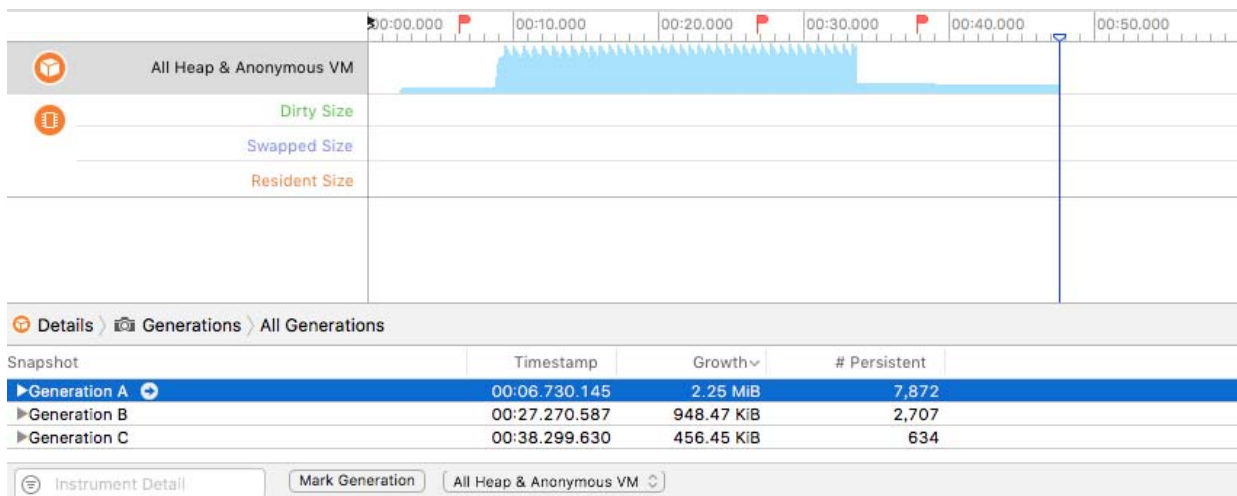 00:00.000 00:10.000 00:20.000 00:30.000 00:40.000 00:50.000
All Heap & Anonymous VM
Dirty Size
Swapped Size
Resident Size
Details Generations All Generations
Snapshot Timestamp Growth # Persistent
Generation A 00:06.730.145 2.25 MiB 7,872
Generation B 00:27.270.587 948.47 KiB 2,707
Generation C 00:38.299.630 456.45 KiB 634
Instrument Detail Mark Generation All Heap & Anonymous VM